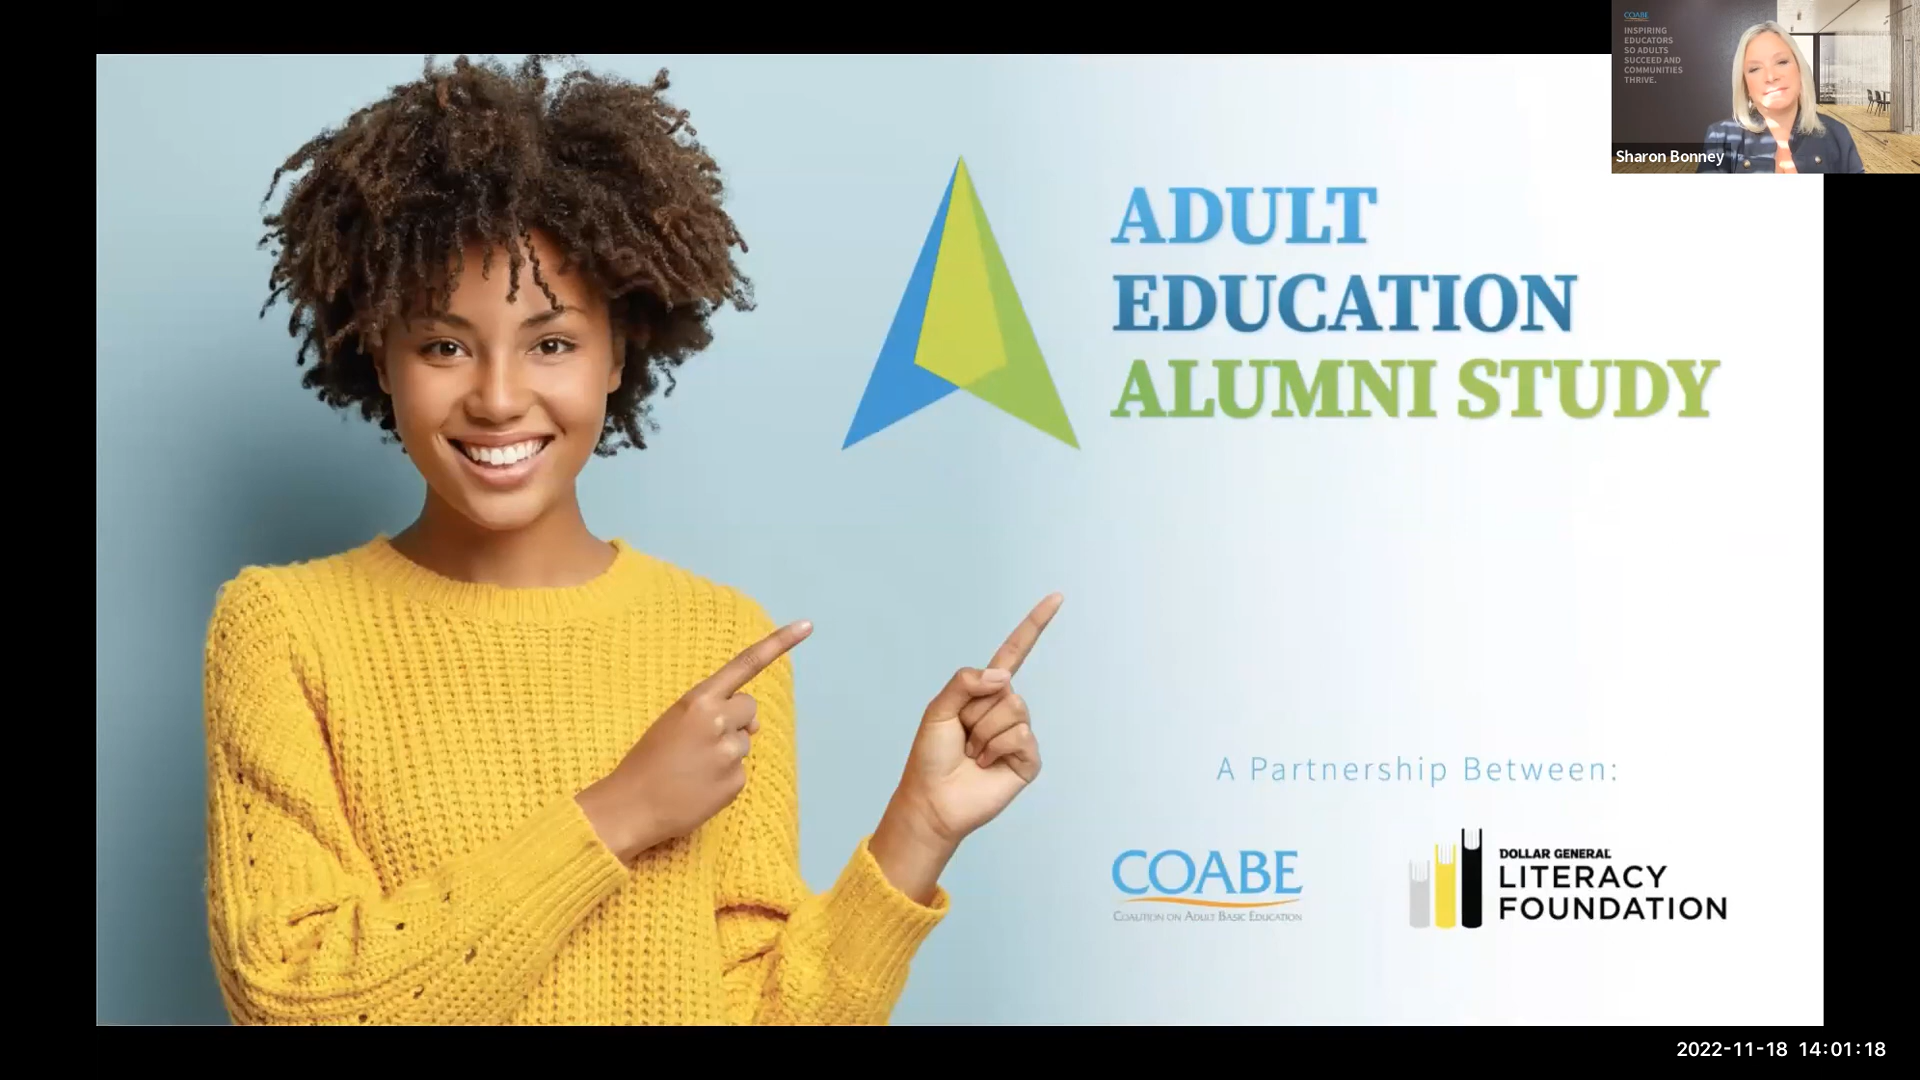 COABE
INSPIRING
EDUCATORS
SO ADULTS
SUCCEED AND
COMMUNITIES
THRIVE.
Sharon Bonney
ADULT
EDUCATION
ALUMNI STUDY
A Partnership Between:
COABE
COALITION ON ADULT BASIC EDUCATION
DOLLAR GENERAL
LITERACY
FOUNDATION
2022-11-18 14:01:18